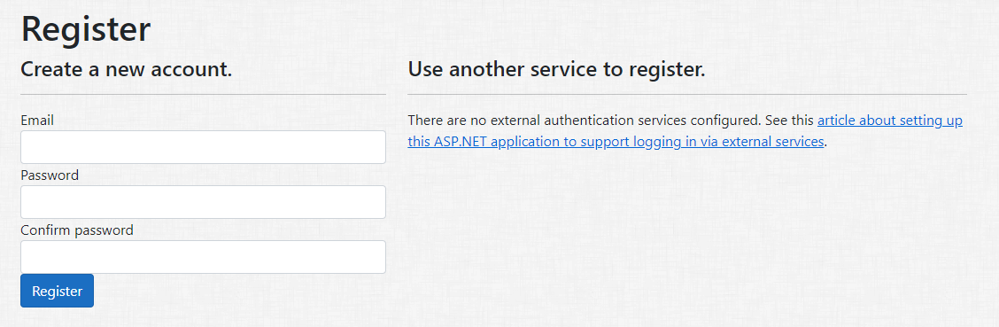 Register
Create a new account.
Email
Password
Confirm password
Register
Use another service to register.
There are no external authentication services configured. See this article about setting up
this ASP.NET application to support logging in via external services.